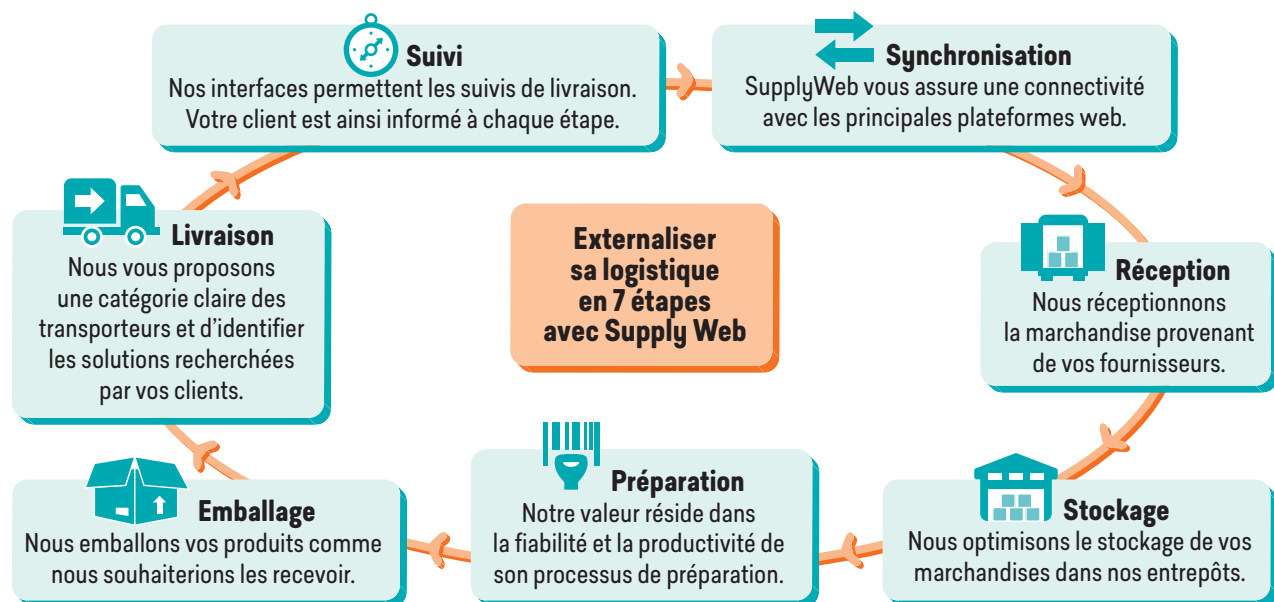 Suivi
Nos interfaces permettent les suivis de livraison.
Votre client est ainsi informé à chaque étape.
Synchronisation
SupplyWeb vous assure une connectivité
avec les principales plateformes web.
Livraison
Nous vous proposons
une catégorie claire des
transporteurs et d’identifier
les solutions recherchées
par vos clients.
Externaliser
sa logistique
en 7 étapes
avec Supply Web
Réception
Nous réceptionnons
la marchandise provenant
de vos fournisseurs.
Emballage
Nous emballons vos produits comme
nous souhaiterions les recevoir.
Préparation
Notre valeur réside dans
la fiabilité et la productivité de
son processus de préparation.
Stockage
Nous optimisons le stockage de vos
marchandises dans nos entrepôts.